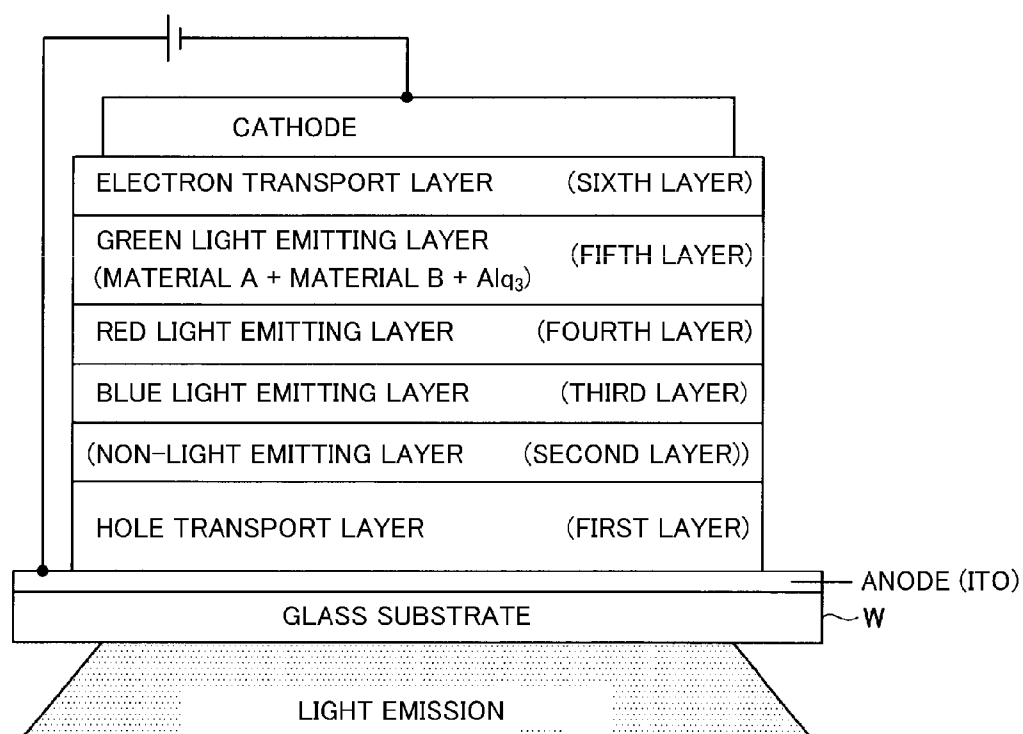 CATHODE
ELECTRON TRANSPORT LAYER (SIXTH LAYER)
GREEN LIGHT EMITTING LAYER (FIFTH LAYER)
(MATERIAL A + MATERIAL B + Alq₃)
RED LIGHT EMITTING LAYER (FOURTH LAYER)
BLUE LIGHT EMITTING LAYER (THIRD LAYER)
(NON-LIGHT EMITTING LAYER (SECOND LAYER))
HOLE TRANSPORT LAYER (FIRST LAYER)
ANODE (ITO)
GLASS SUBSTRATE W
LIGHT EMISSION